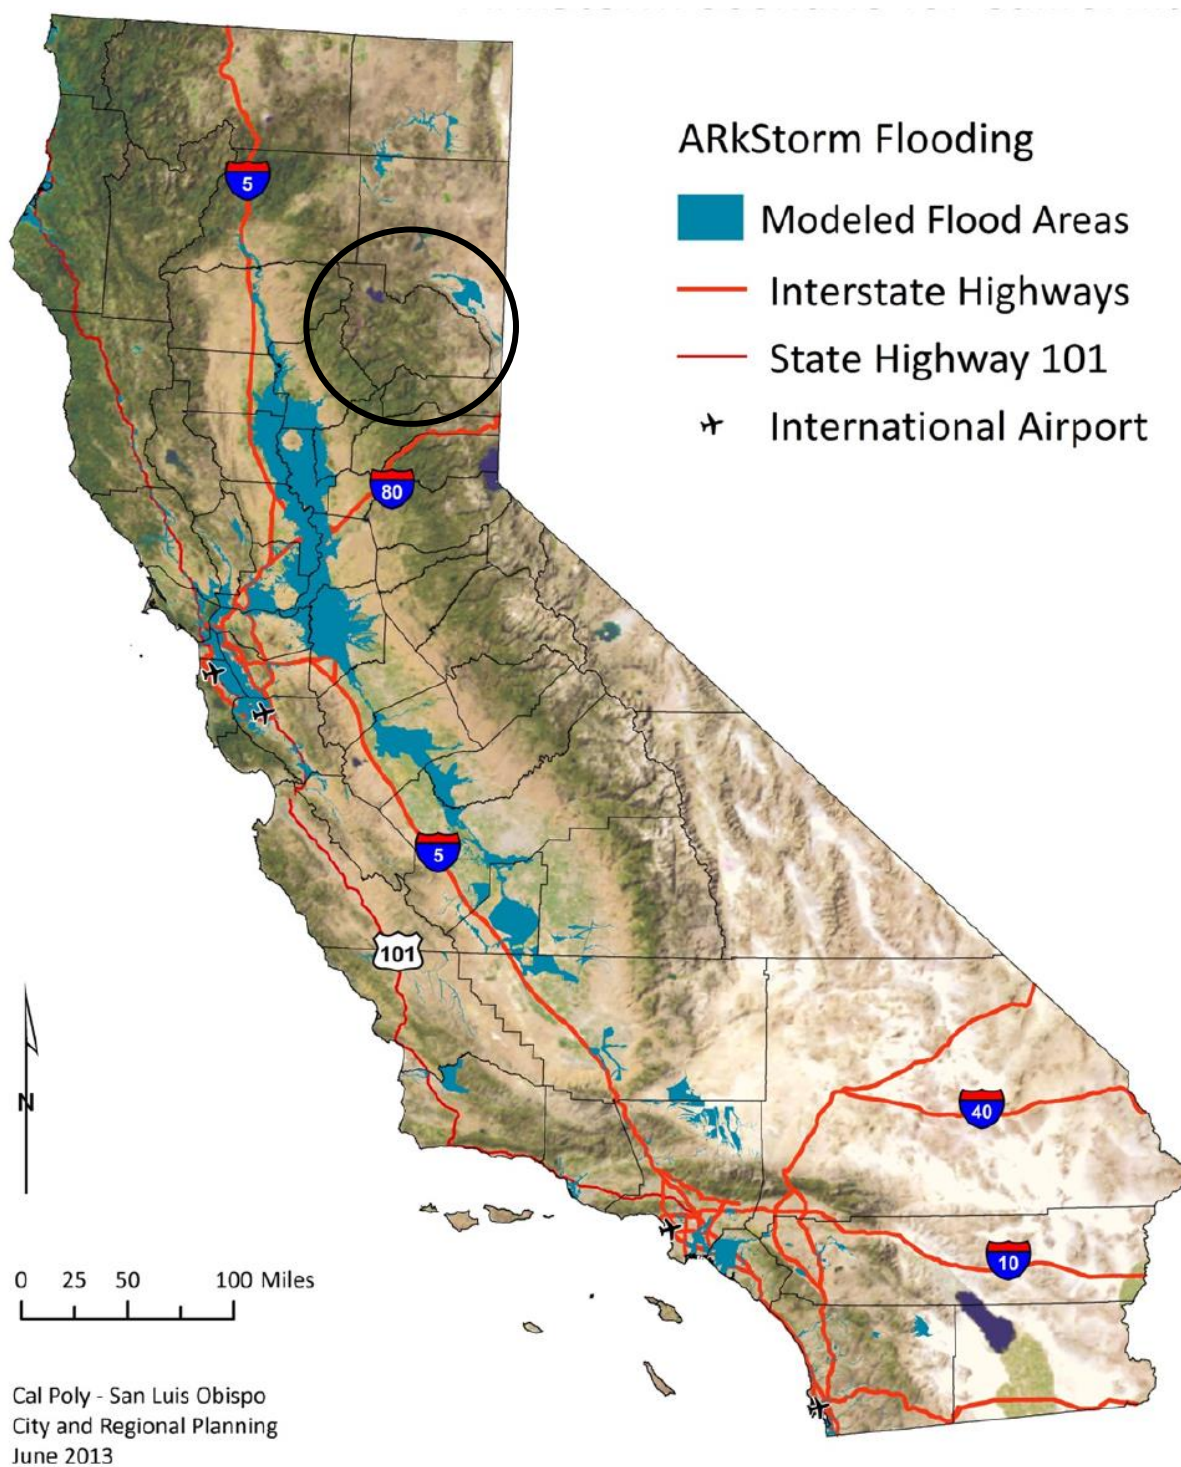 ARkStorm Flooding
Modeled Flood Areas
Interstate Highways
State Highway 101
International Airport
5
80
5
101
40
10
N
0 25 50 100 Miles
Cal Poly - San Luis Obispo
City and Regional Planning
June 2013